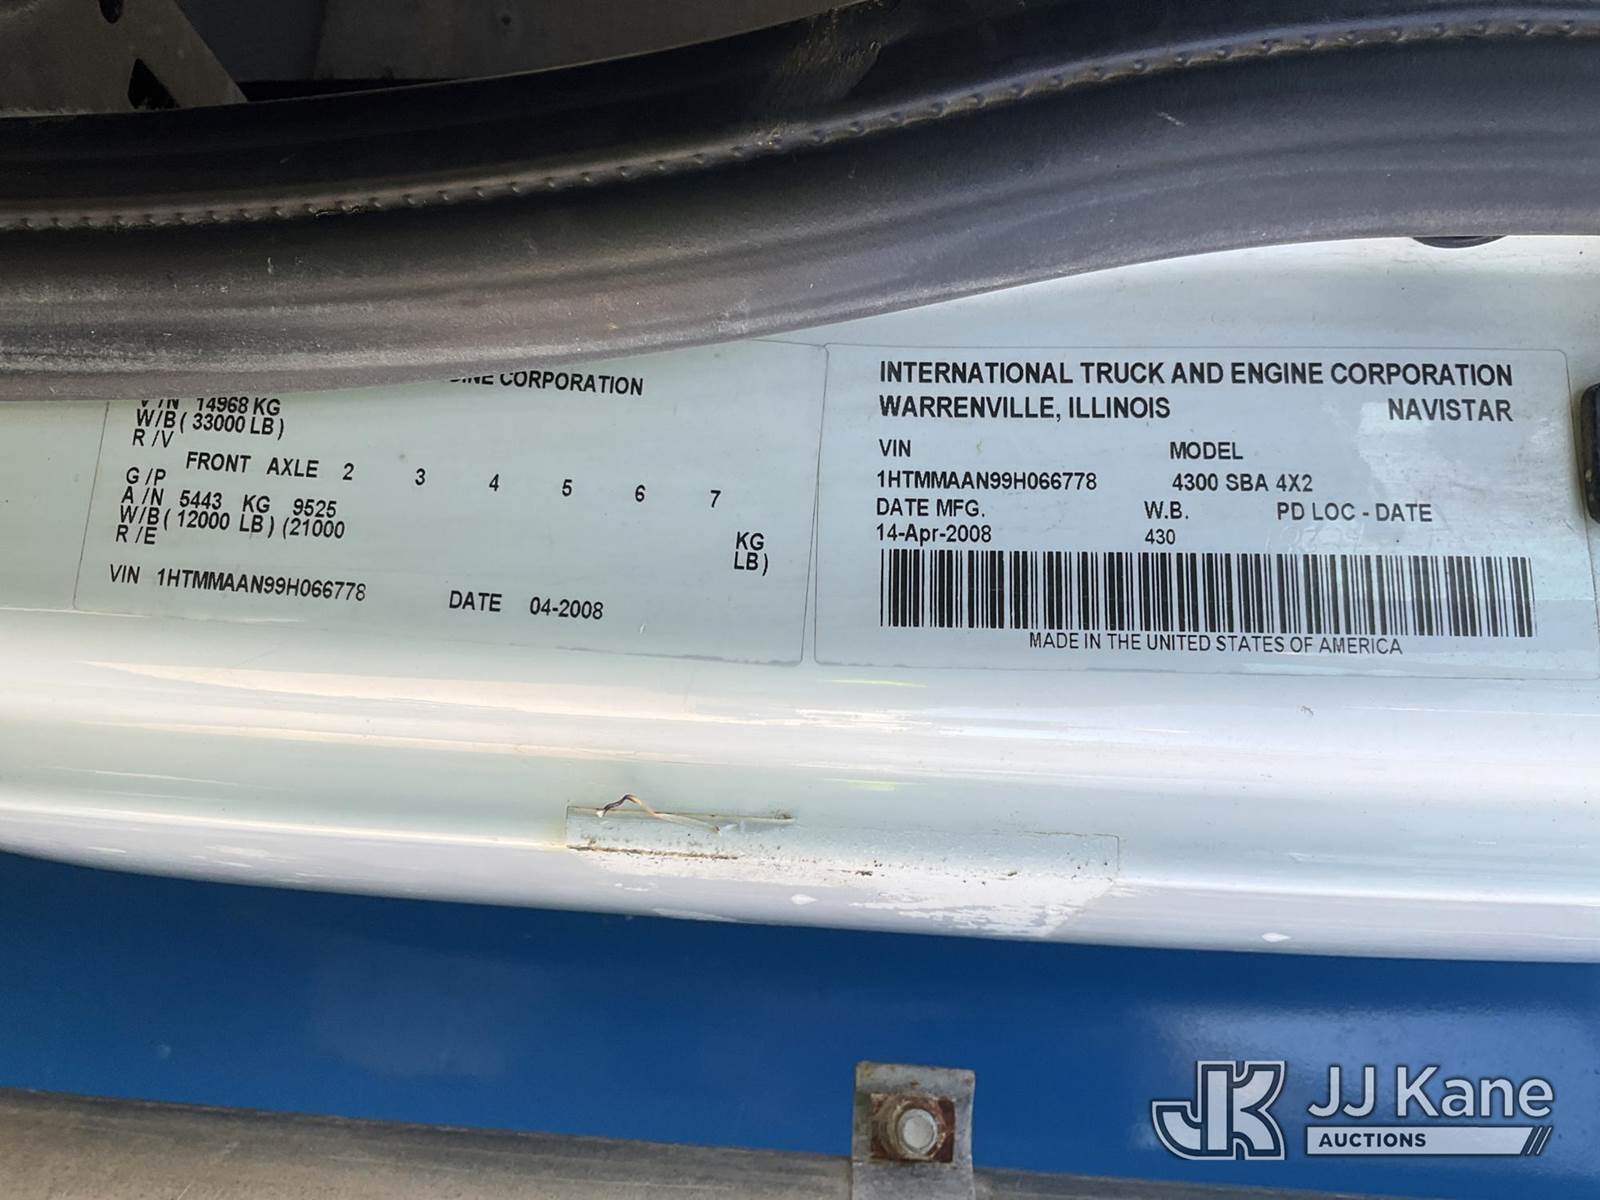 CORPORATION
14968 KG
W/B ( 33000 LB )
R /V
FRONT AXLE 2 3 4 5 6 7
G /P
A /N 5443 KG 9525 KG
W/B ( 12000 LB ) (21000 LB )
R /E
VIN 1HTMMAAN99H066778 DATE 04-2008
INTERNATIONAL TRUCK AND ENGINE CORPORATION
WARRENVILLE, ILLINOIS NAVISTAR
VIN MODEL
1HTMMAAN99H066778 4300 SBA 4X2
DATE MFG. W.B. PD LOC - DATE
14-Apr-2008 430
MADE IN THE UNITED STATES OF AMERICA
JK JJ Kane
AUCTIONS